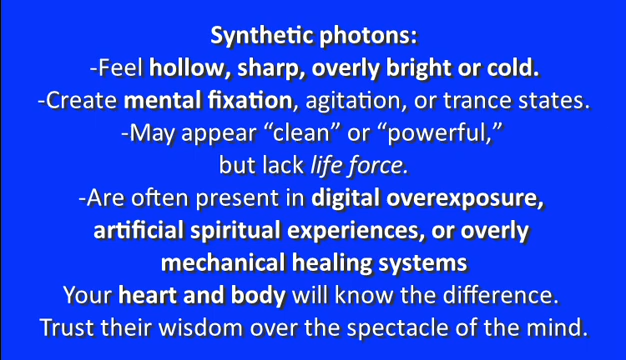 Synthetic photons:
-Feel hollow, sharp, overly bright or cold.
-Create mental fixation, agitation, or trance states.
-May appear “clean” or “powerful,”
but lack life force.
-Are often present in digital overexposure,
artificial spiritual experiences, or overly
mechanical healing systems
Your heart and body will know the difference.
Trust their wisdom over the spectacle of the mind.